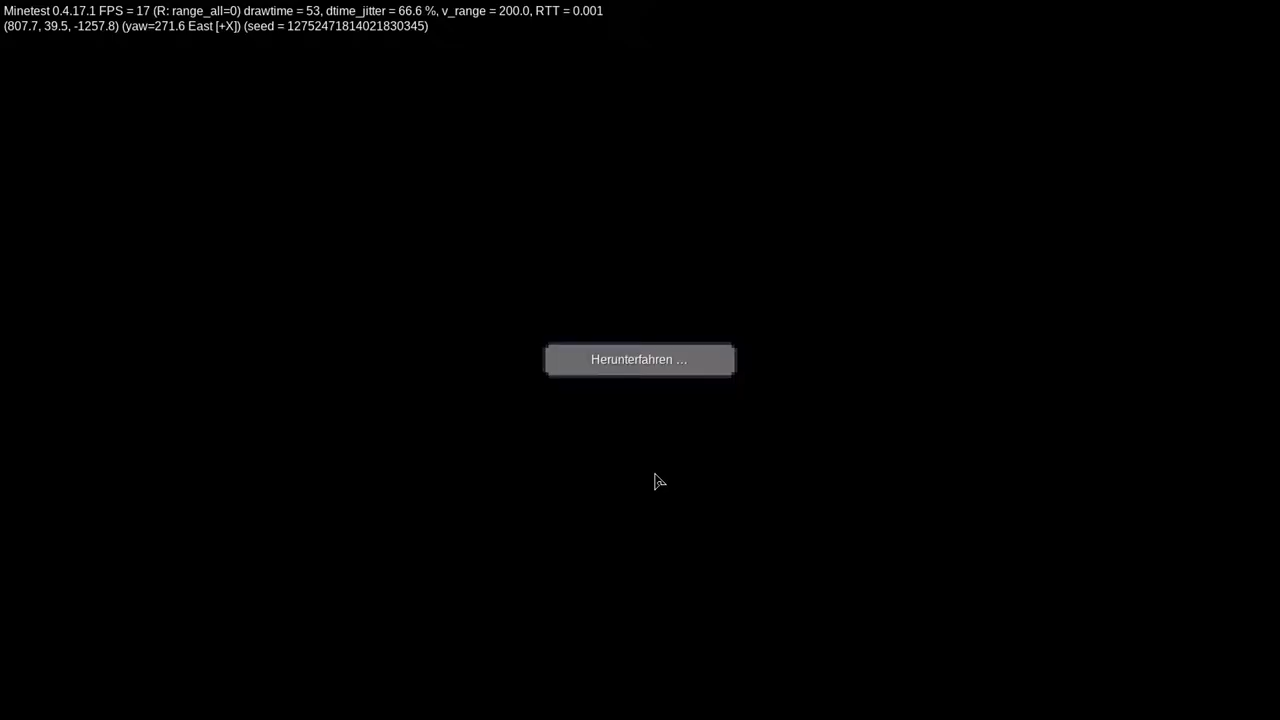 Minetest 0.4.17.1 FPS = 17 (R: range_all=0) drawtime = 53, dtime_jitter = 66.6 %, v_range = 200.0, RTT = 0.001
(807.7, 39.5, -1257.8) (yaw=271.6 East [+X]) (seed = 12752471814021830345)
Herunterfahren …